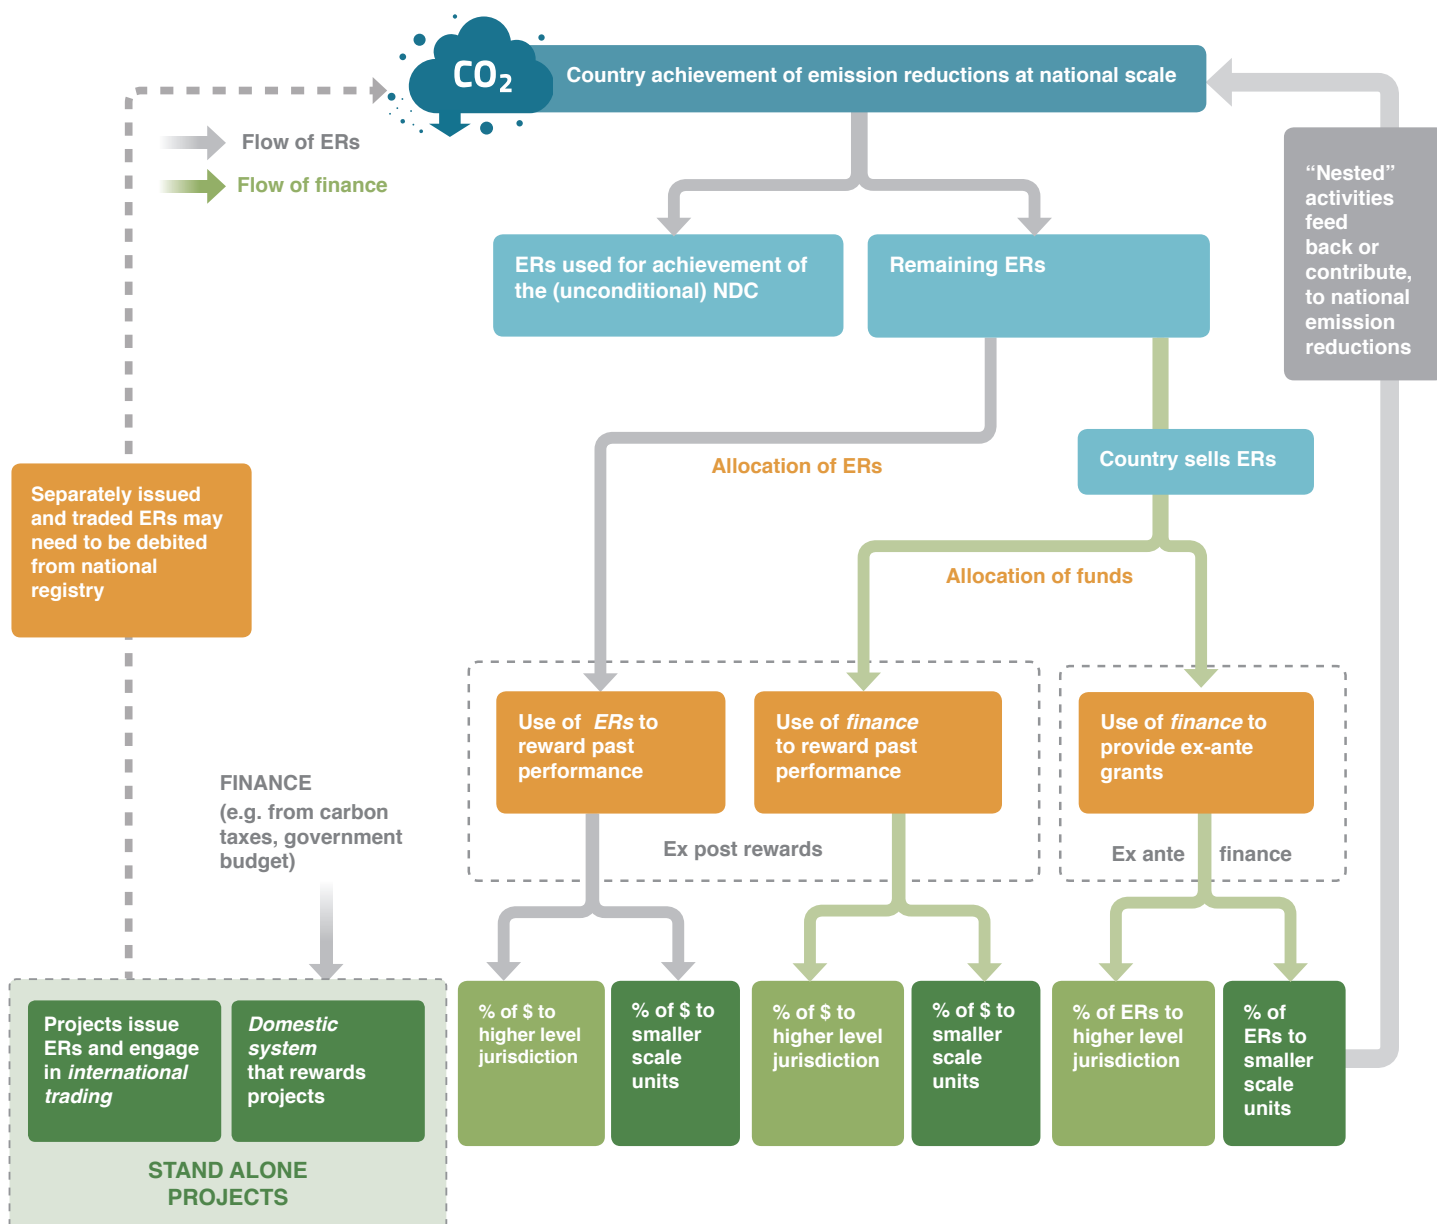 CO2
Country achievement of emission reductions at national scale
Flow of ERs
Flow of finance
“Nested”
activities
feed
back or
contribute,
to national
emission
reductions
ERs used for achievement of
the (unconditional) NDC
Remaining ERs
Allocation of ERs
Country sells ERs
Separately issued
and traded ERs may
need to be debited
from national
registry
Allocation of funds
Use of ERs to
reward past
performance
Use of finance
to reward past
performance
Use of finance to
provide ex-ante
grants
FINANCE
(e.g. from carbon
taxes, government
budget)
Ex post rewards
Ex ante finance
Projects issue
ERs and engage
in international
trading
Domestic
system
that rewards
projects
STAND ALONE
PROJECTS
% of $ to
higher level
jurisdiction
% of $ to
smaller
scale
units
% of $ to
higher level
jurisdiction
% of $ to
smaller
scale
units
% of ERs to
higher level
jurisdiction
% of
ERs to
smaller
scale
units